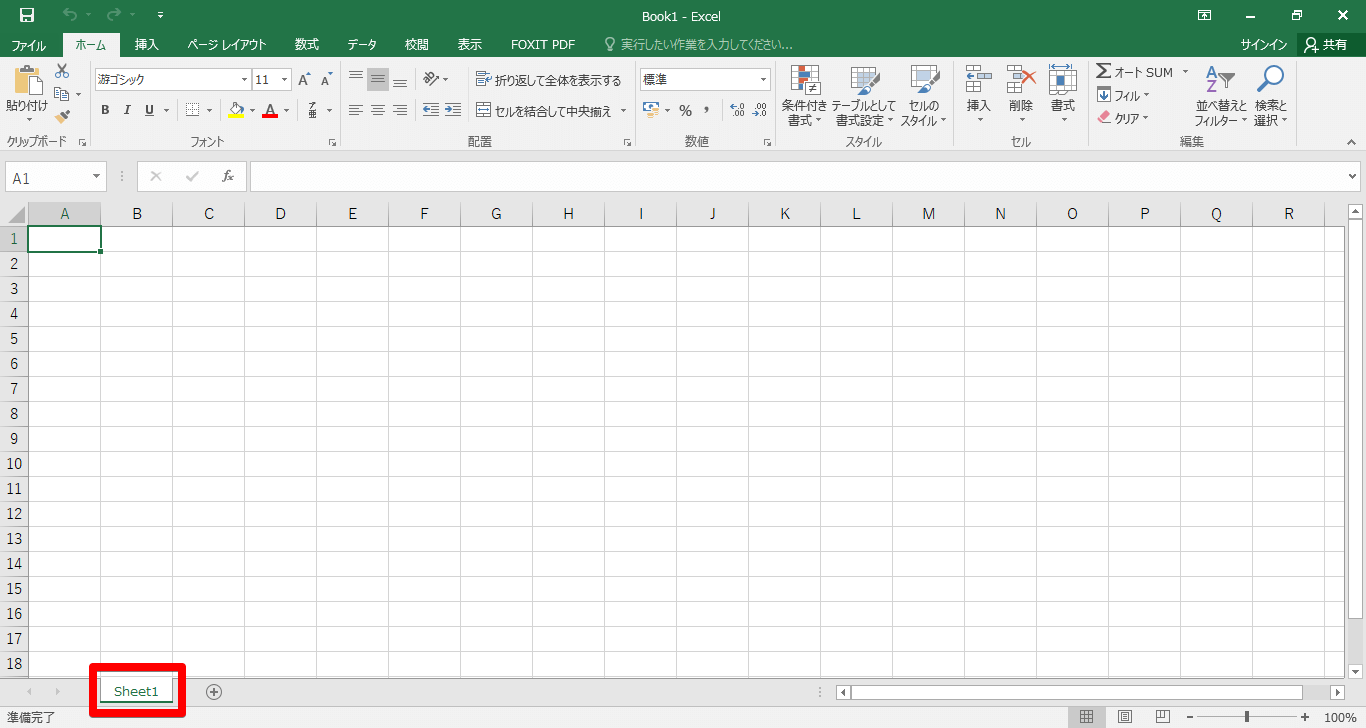 Book1 - Excel
ファイル ホーム 挿入 ページ レイアウト 数式 データ 校閲 表示 FOXIT PDF 実行したい作業を入力してください... サインイン 共有
貼り付け
クリップボード
游ゴシック 11 A A
B I U A 亜
フォント
折り返して全体を表示する
セルを結合して中央揃え
配置
標準
% , .0 .00 .00 .0
数値
条件付き書式 テーブルとして書式設定 セルのスタイル
スタイル
挿入 削除 書式
セル
Σ オート SUM
フィル
クリア
並べ替えとフィルター 検索と選択
編集
A1 fx
A B C D E F G H I J K L M N O P Q R
1
2
3
4
5
6
7
8
9
10
11
12
13
14
15
16
17
18
Sheet1
準備完了 100%